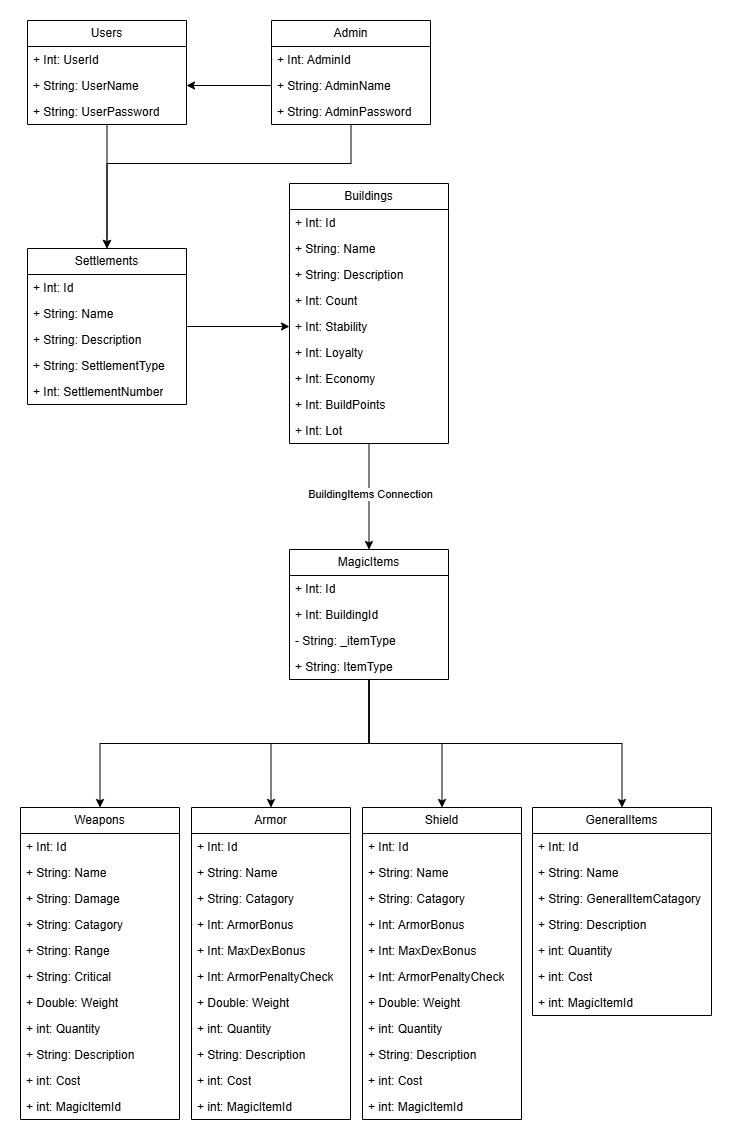 Users
+ Int: UserId
+ String: UserName
+ String: UserPassword
Admin
+ Int: AdminId
+ String: AdminName
+ String: AdminPassword
Buildings
+ Int: Id
+ String: Name
+ String: Description
+ Int: Count
+ Int: Stability
+ Int: Loyalty
+ Int: Economy
+ Int: BuildPoints
+ Int: Lot
Settlements
+ Int: Id
+ String: Name
+ String: Description
+ String: SettlementType
+ Int: SettlementNumber
BuildingItems Connection
MagicItems
+ Int: Id
+ Int: BuildingId
- String: _itemType
+ String: ItemType
Weapons
+ Int: Id
+ String: Name
+ String: Damage
+ String: Catagory
+ String: Range
+ String: Critical
+ Double: Weight
+ int: Quantity
+ String: Description
+ int: Cost
+ int: MagicItemId
Armor
+ Int: Id
+ String: Name
+ String: Catagory
+ Int: ArmorBonus
+ Int: MaxDexBonus
+ Int: ArmorPenaltyCheck
+ Double: Weight
+ int: Quantity
+ String: Description
+ int: Cost
+ int: MagicItemId
Shield
+ Int: Id
+ String: Name
+ String: Catagory
+ Int: ArmorBonus
+ Int: MaxDexBonus
+ Int: ArmorPenaltyCheck
+ Double: Weight
+ int: Quantity
+ String: Description
+ int: Cost
+ int: MagicItemId
GeneralItems
+ Int: Id
+ String: Name
+ String: GeneralItemCatagory
+ String: Description
+ int: Quantity
+ int: Cost
+ int: MagicItemId